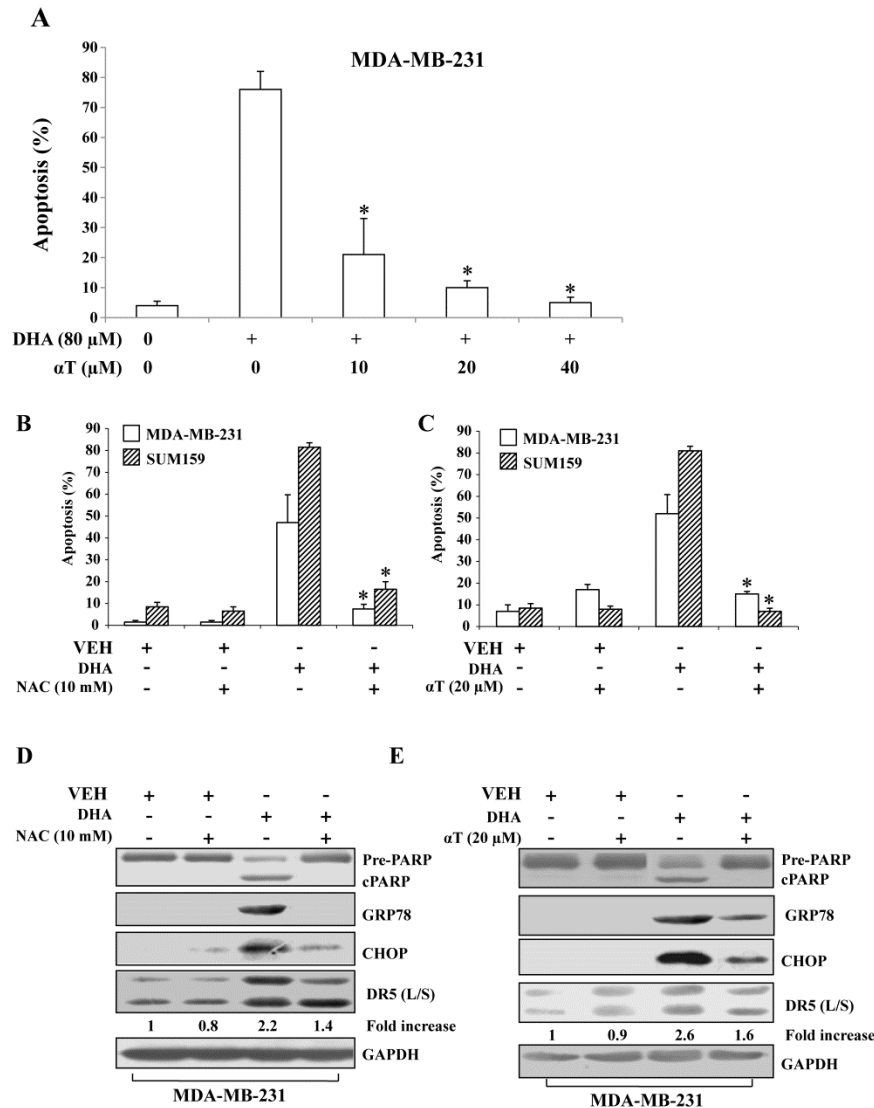 A
MDA-MB-231
Apoptosis (%)
90
80
70
60
50
40
30
20
10
0
DHA (80 μM) 0 + + + +
αT (μM) 0 0 10 20 40
* * *
B
MDA-MB-231
SUM159
Apoptosis (%)
90
80
70
60
50
40
30
20
10
0
* *
VEH + + - -
DHA - - + +
NAC (10 mM) - + - +
C
MDA-MB-231
SUM159
Apoptosis (%)
90
80
70
60
50
40
30
20
10
0
* *
VEH + + - -
DHA - - + +
αT (20 μM) - + - +
D
VEH + + - -
DHA - - + +
NAC (10 mM) - + - +
Pre-PARP
cPARP
GRP78
CHOP
DR5 (L/S)
1 0.8 2.2 1.4 Fold increase
GAPDH
MDA-MB-231
E
VEH + + - -
DHA - - + +
αT (20 μM) - + - +
Pre-PARP
cPARP
GRP78
CHOP
DR5 (L/S)
1 0.9 2.6 1.6 Fold increase
GAPDH
MDA-MB-231